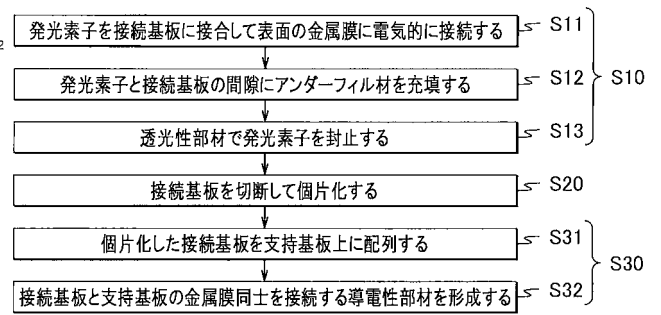 発光素子を接続基板に接合して表面の金属膜に電気的に接続する S11
発光素子と接続基板の間隙にアンダーフィル材を充填する S12
S10
透光性部材で発光素子を封止する S13
接続基板を切断して個片化する S20
個片化した接続基板を支持基板上に配列する S31
S30
接続基板と支持基板の金属膜同士を接続する導電性部材を形成する S32